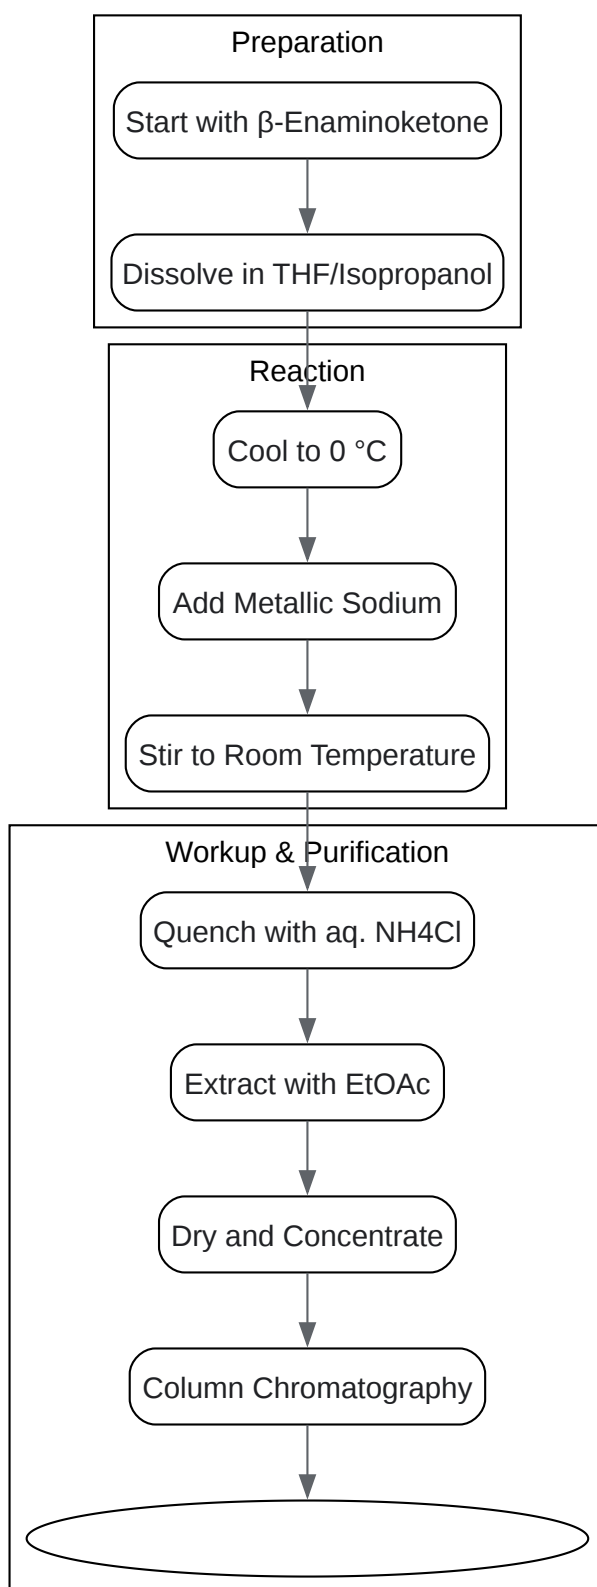 Preparation
Start with β-Enaminoketone
Dissolve in THF/Isopropanol
Reaction
Cool to 0 °C
Add Metallic Sodium
Stir to Room Temperature
Workup & Purification
Quench with aq. NH4Cl
Extract with EtOAc
Dry and Concentrate
Column Chromatography